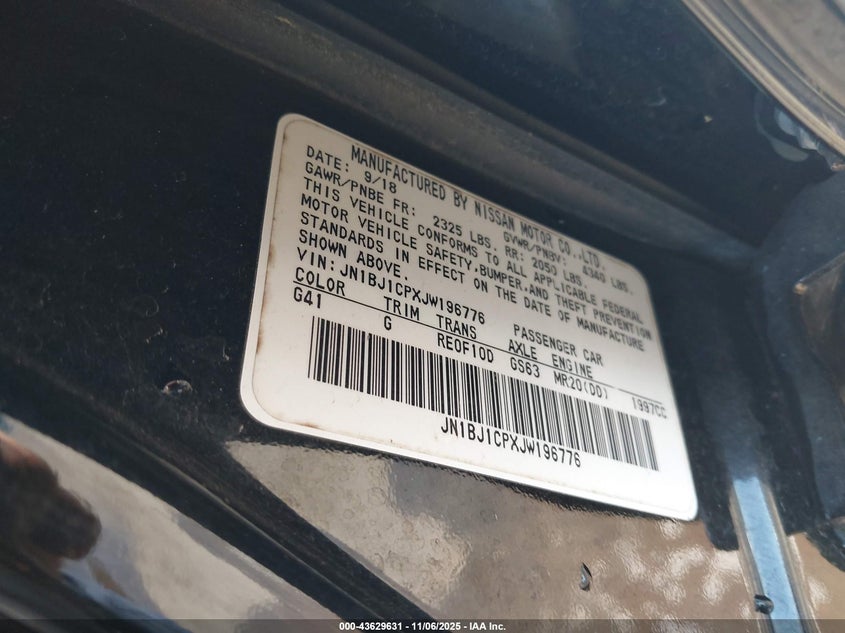 MANUFACTURED BY NISSAN MOTOR CO.,LTD.
DATE: 9/18 GVWR/PNBV: 4340 LBS.
GAWR/PNBE FR: 2325 LBS. RR: 2050 LBS.
THIS VEHICLE CONFORMS TO ALL APPLICABLE FEDERAL
MOTOR VEHICLE SAFETY,BUMPER,AND THEFT PREVENTION
STANDARDS IN EFFECT ON THE DATE OF MANUFACTURE
SHOWN ABOVE.
VIN: JN1BJ1CPXJW196776 PASSENGER CAR
COLOR TRIM TRANS AXLE ENGINE
G41 G RE0F10D GS63 MR20(DD) 1997CC
JN1BJ1CPXJW196776
000-43629631 - 11/06/2025 - IAA Inc.